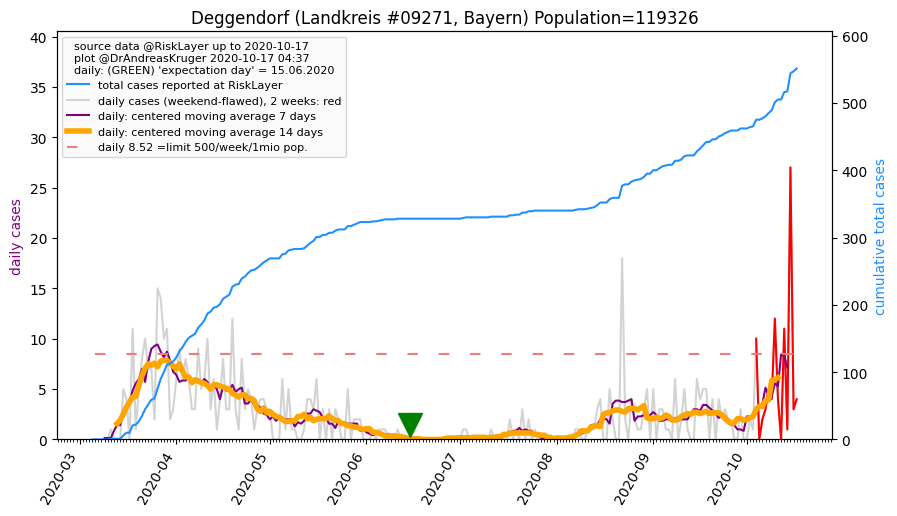 Deggendorf (Landkreis #09271, Bayern) Population=119326
source data @RiskLayer up to 2020-10-17
plot @DrAndreasKruger 2020-10-17 04:37
daily: (GREEN) 'expectation day' = 15.06.2020
total cases reported at RiskLayer
daily cases (weekend-flawed), 2 weeks: red
daily: centered moving average 7 days
daily: centered moving average 14 days
daily 8.52 =limit 500/week/1mio pop.
daily cases
40
35
30
25
20
15
10
5
0
cumulative total cases
600
500
400
300
200
100
0
2020-03
2020-04
2020-05
2020-06
2020-07
2020-08
2020-09
2020-10